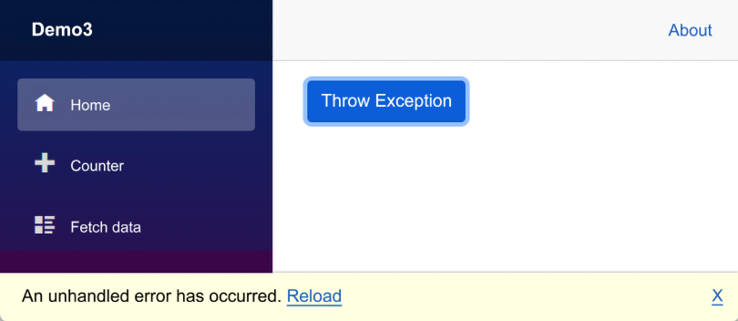 Demo3
About
Home
Throw Exception
Counter
Fetch data
An unhandled error has occurred. Reload X